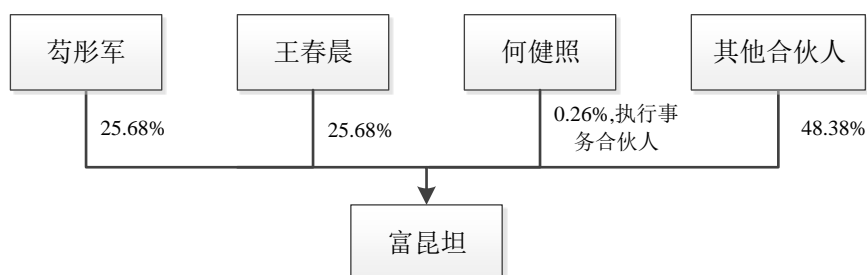 芶彤军
王春晨
何健照
其他合伙人
25.68%
25.68%
0.26%,执行事
务合伙人
48.38%
富昆坦